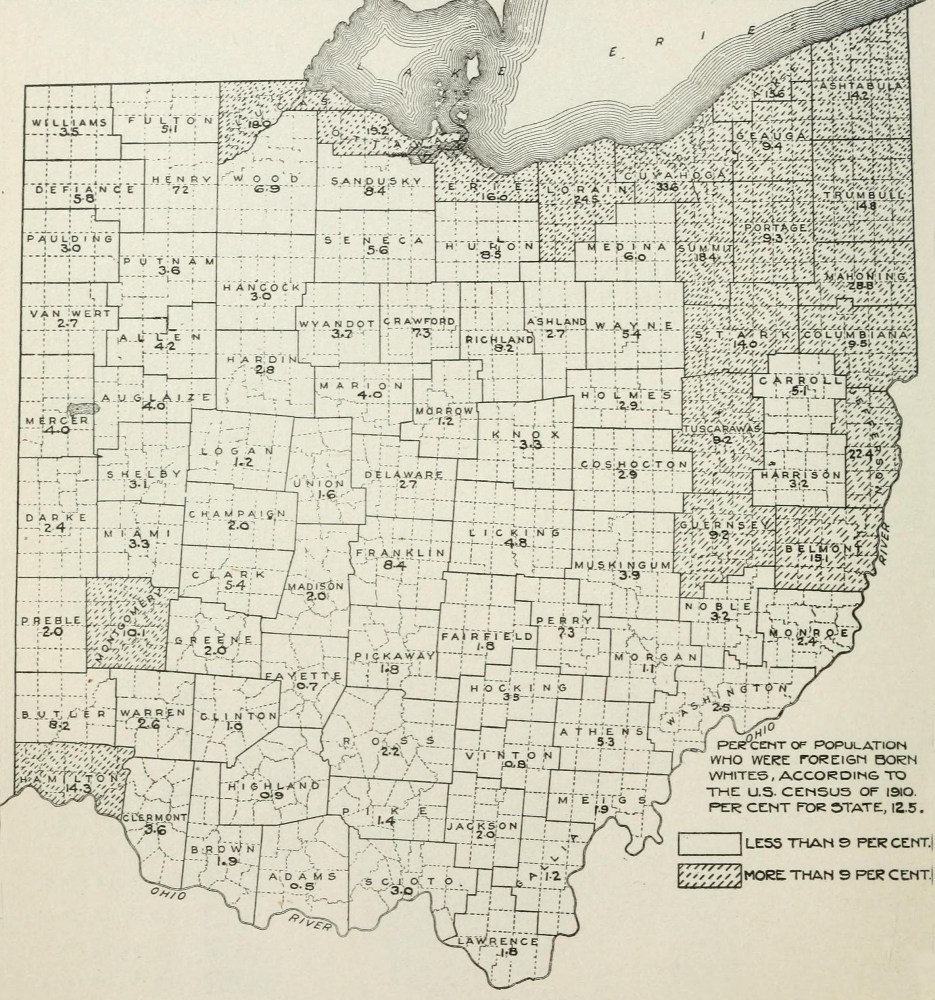 LAKE ERIE
WILLIAMS
3.5
FULTON
5.1
LUCAS
18.0
OTTAWA
19.2
15.6
ASHTABULA
14.2
GEAUGA
9.4
DEFIANCE
5.8
HENRY
7.2
WOOD
6.9
SANDUSKY
8.4
ERIE
16.0
LORAIN
24.5
CUYAHOGA
33.6
TRUMBULL
14.8
PAULDING
3.0
PUTNAM
3.6
SENECA
5.6
HURON
8.5
MEDINA
6.0
SUMMIT
18.4
PORTAGE
9.3
MAHONING
28.8
HANCOCK
3.0
VAN WERT
2.7
ALLEN
4.2
WYANDOT
3.7
CRAWFORD
7.3
RICHLAND
8.2
ASHLAND
2.7
WAYNE
5.4
STARK
14.0
COLUMBIANA
9.5
HARDIN
2.8
MERCER
4.0
AUGLAIZE
4.0
MARION
4.0
MORROW
1.2
HOLMES
2.9
CARROLL
5.1
LOGAN
1.2
UNION
1.6
DELAWARE
2.7
KNOX
3.3
COSHOCTON
2.9
TUSCARAWAS
9.2
HARRISON
3.2
JEFFERSON
22.4
SHELBY
3.1
DARKE
2.4
MIAMI
3.3
CHAMPAIGN
2.0
CLARK
5.4
MADISON
2.0
FRANKLIN
8.4
LICKING
4.8
MUSKINGUM
3.9
GUERNSEY
9.2
BELMONT
15.1
RIVER
PREBLE
2.0
MONTGOMERY
10.1
GREENE
2.0
FAYETTE
0.7
PICKAWAY
1.8
FAIRFIELD
1.8
PERRY
7.3
MORGAN
1.1
NOBLE
3.2
MONROE
2.4
HOCKING
3.5
WASHINGTON
2.5
BUTLER
8.2
WARREN
2.6
CLINTON
1.0
ROSS
2.2
VINTON
0.8
ATHENS
5.3
OHIO
HAMILTON
14.3
CLERMONT
3.6
HIGHLAND
0.9
PIKE
1.4
JACKSON
2.0
MEIGS
1.9
BROWN
1.9
ADAMS
0.5
SCIOTO.
3.0
GALLIA
1.2
OHIO
RIVER
LAWRENCE
1.8
PER CENT OF POPULATION
WHO WERE FOREIGN BORN
WHITES, ACCORDING TO
THE U.S. CENSUS OF 1910.
PER CENT FOR STATE, 12.5.
LESS THAN 9 PER CENT.
MORE THAN 9 PER CENT.